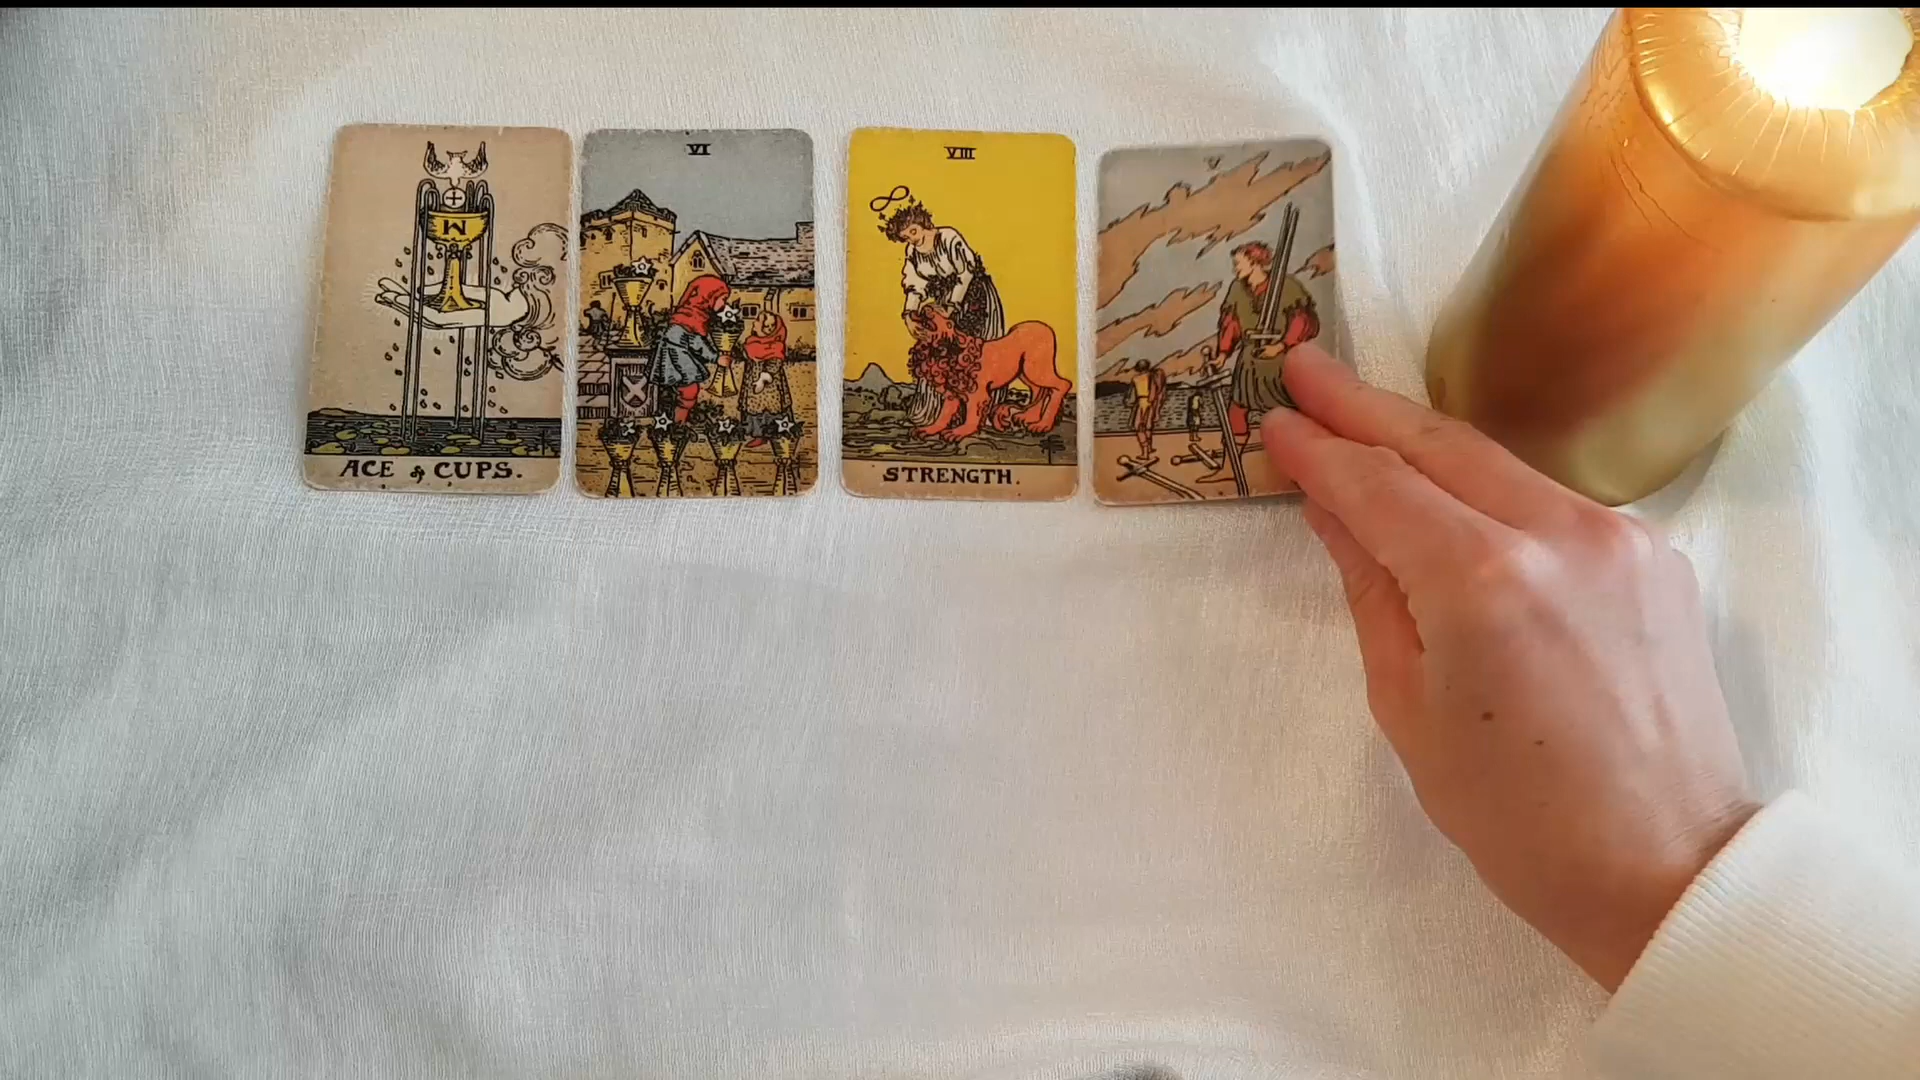 ACE of CUPS.
VI
VIII
STRENGTH.
V